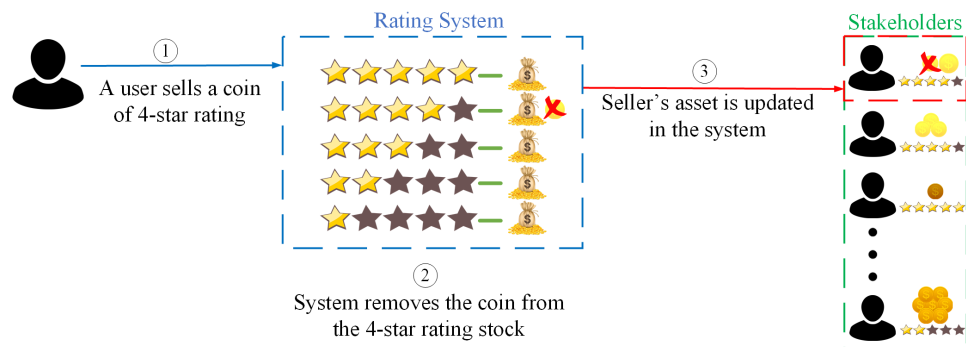 Rating System
Stakeholders
1
A user sells a coin
of 4-star rating
$
$
$
$
$
3
Seller's asset is updated
in the system
2
System removes the coin from
the 4-star rating stock